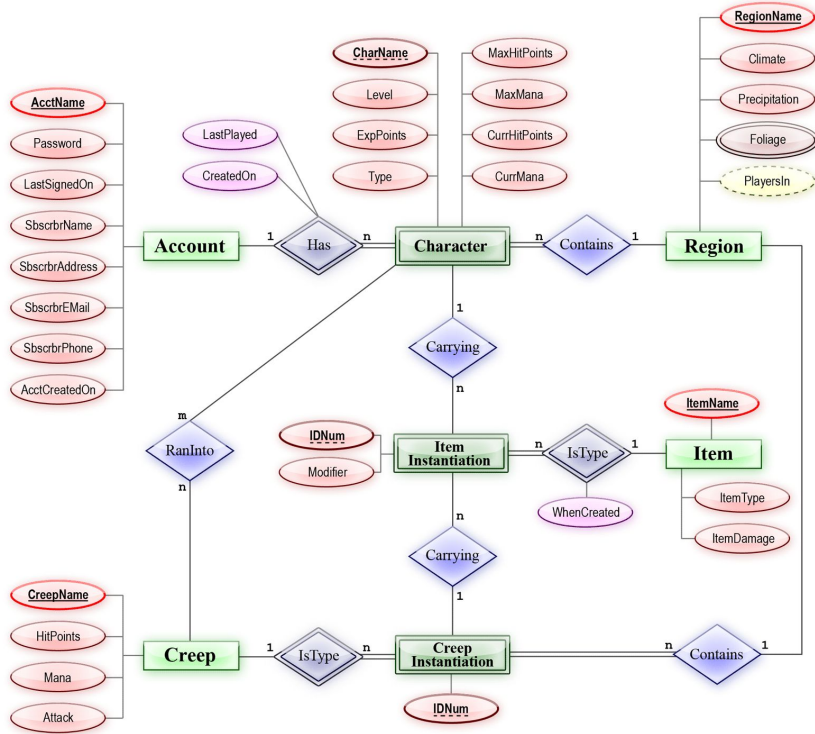 RegionName
CharName
MaxHitPoints
Climate
Level
MaxMana
AcctName
Precipitation
LastPlayed
ExpPoints
CurrHitPoints
Password
Foliage
CreatedOn
Type
CurrMana
LastSignedOn
PlayersIn
SbscrbrName
Account
1
Has
n
Character
n
Contains
1
Region
SbscrbrAddress
SbscrbrEMail
1
SbscrbrPhone
Carrying
AcctCreatedOn
n
ItemName
m
IDNum
RanInto
Item
Instantiation
n
IsType
1
Item
Modifier
n
ItemType
n
WhenCreated
ItemDamage
Carrying
CreepName
1
HitPoints
Creep
1
IsType
n
Creep
Instantiation
n
Contains
1
Mana
IDNum
Attack